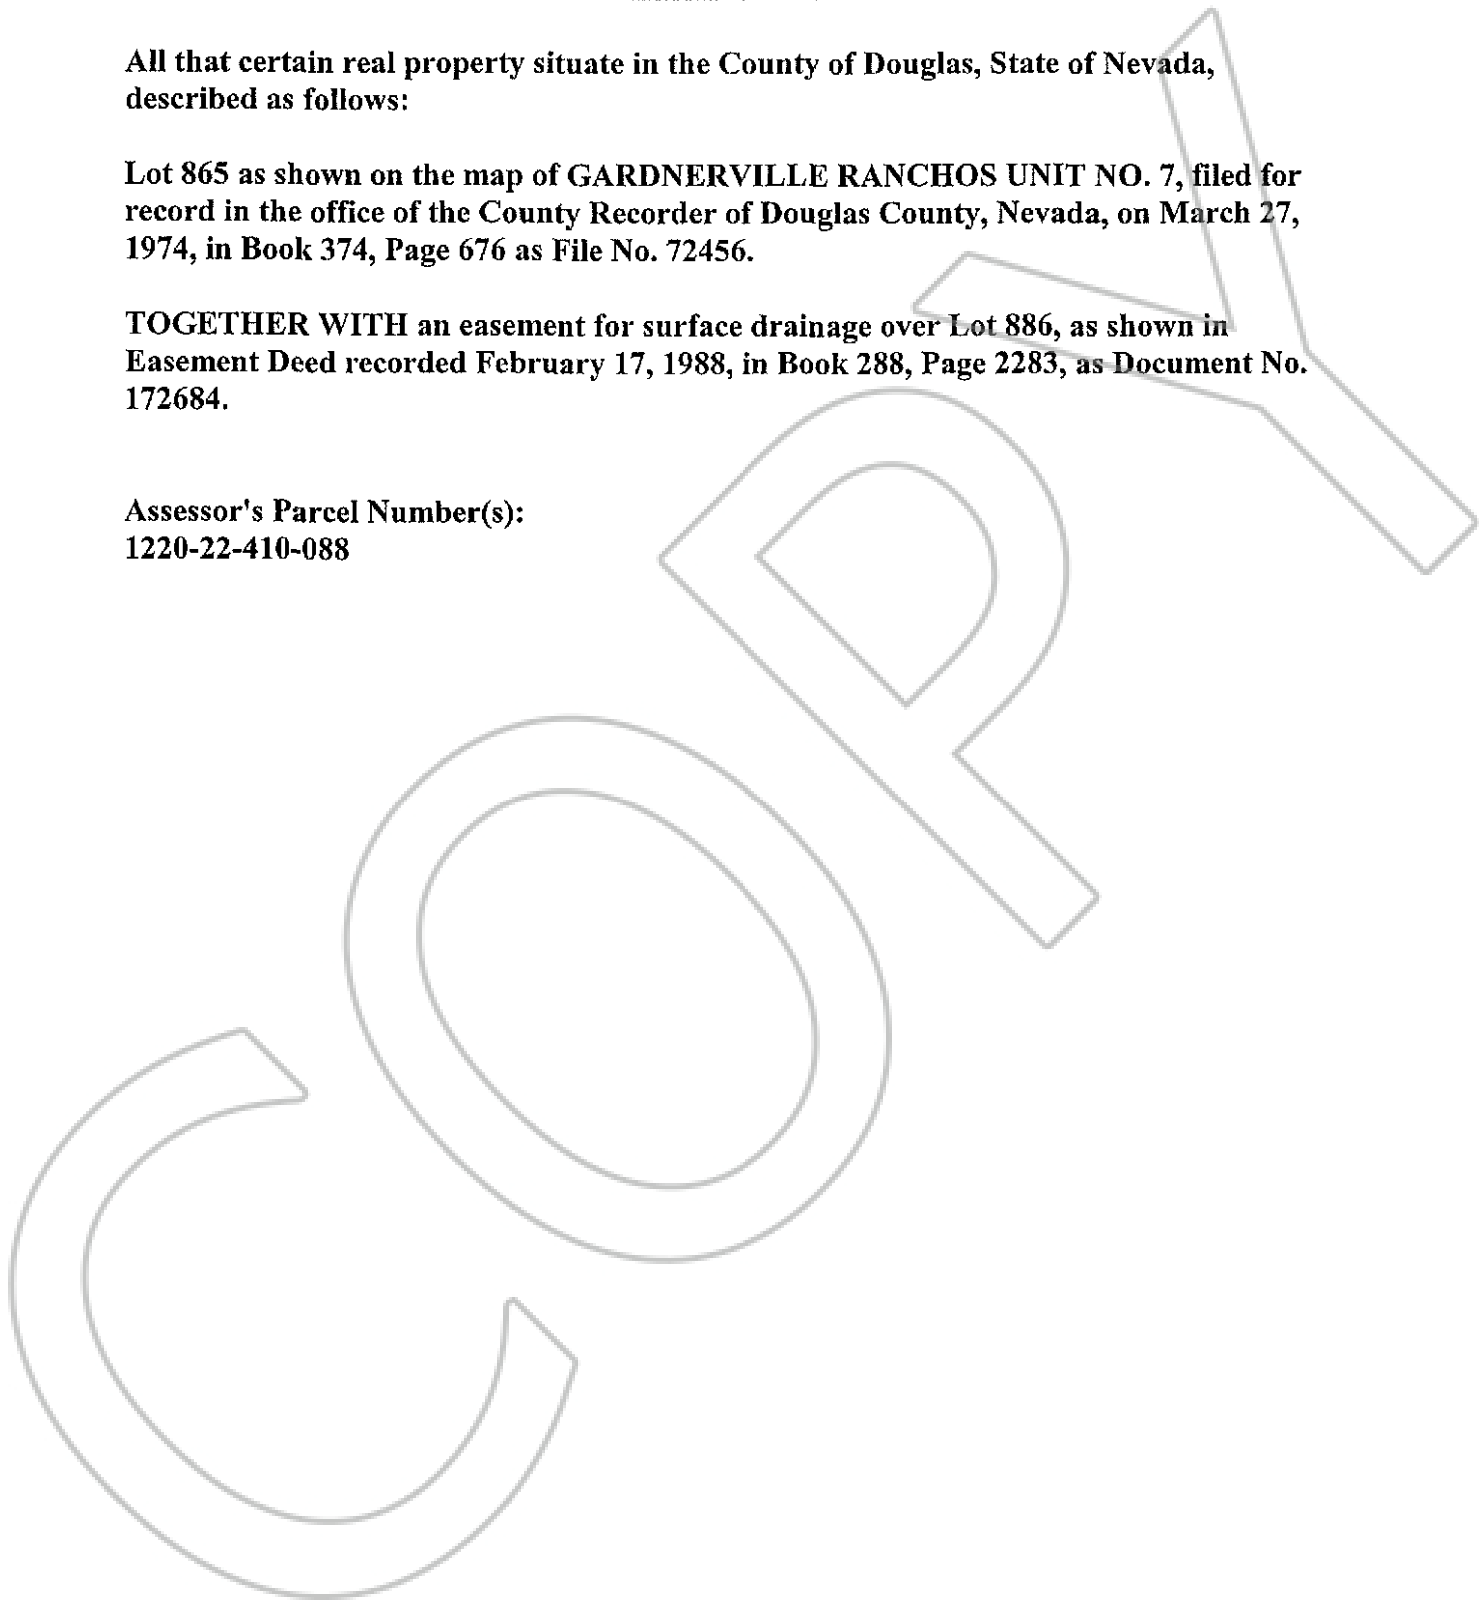 All that certain real property situate in the County of Douglas, State of Nevada,
described as follows:
Lot 865 as shown on the map of GARDNERVILLE RANCHOS UNIT NO. 7, filed for
record in the office of the County Recorder of Douglas County, Nevada, on March 27,
1974, in Book 374, Page 676 as File No. 72456.
TOGETHER WITH an easement for surface drainage over Lot 886, as shown in
Easement Deed recorded February 17, 1988, in Book 288, Page 2283, as Document No.
172684.
Assessor's Parcel Number(s):
1220-22-410-088
COPY